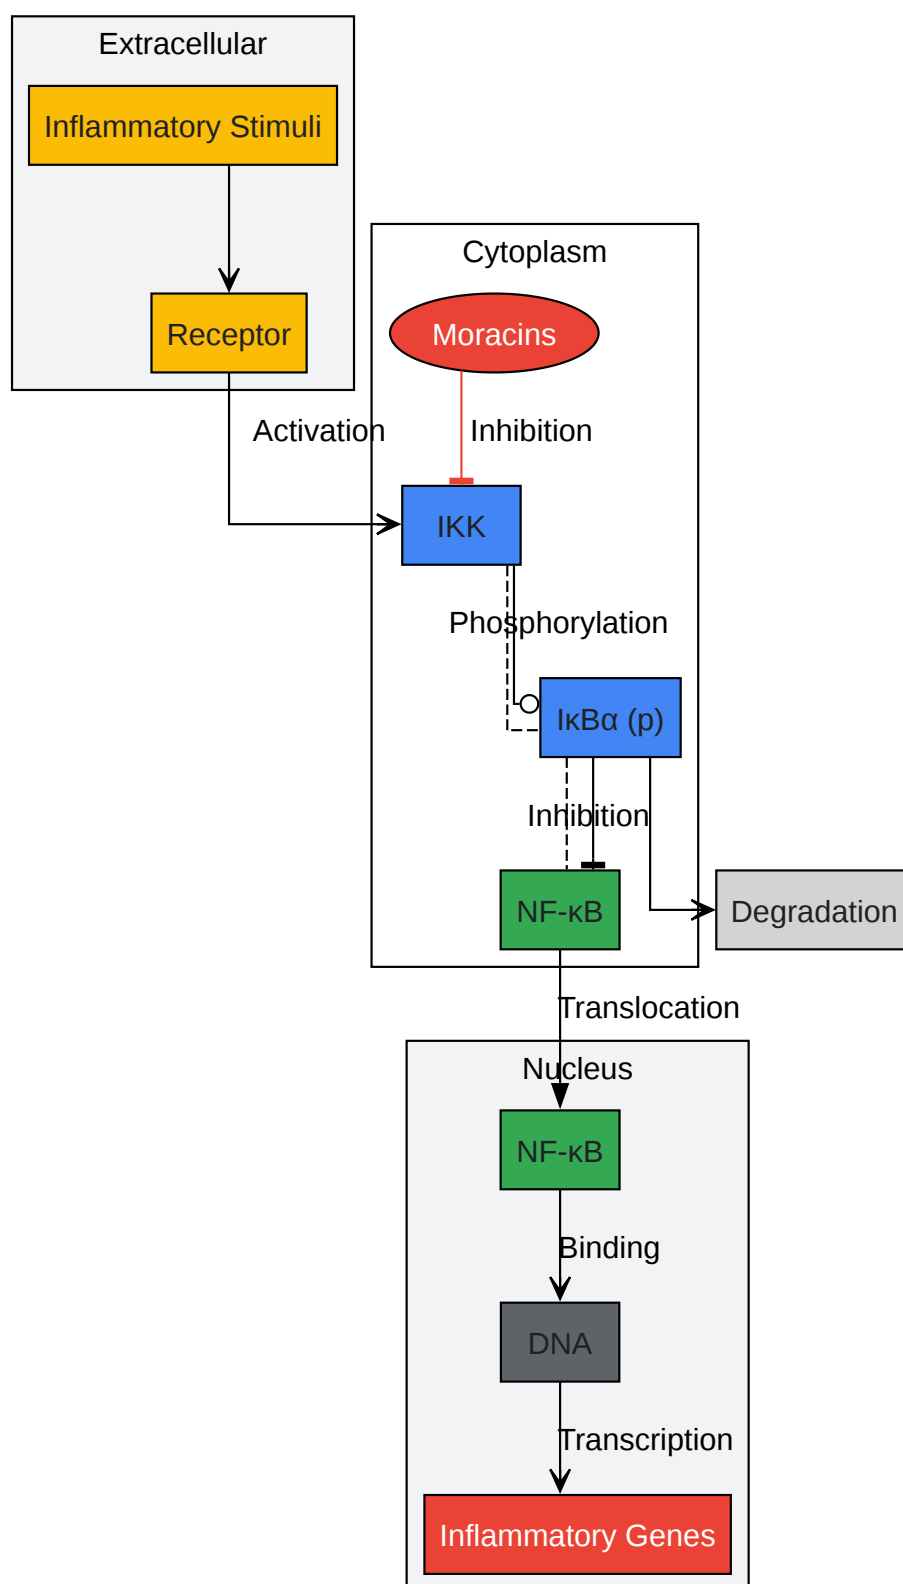 Extracellular
Inflammatory Stimuli
Receptor
Activation
Cytoplasm
Moracins
Inhibition
IKK
Phosphorylation
IκBα (p)
Inhibition
NF-κB
Degradation
Translocation
Nucleus
NF-κB
Binding
DNA
Transcription
Inflammatory Genes